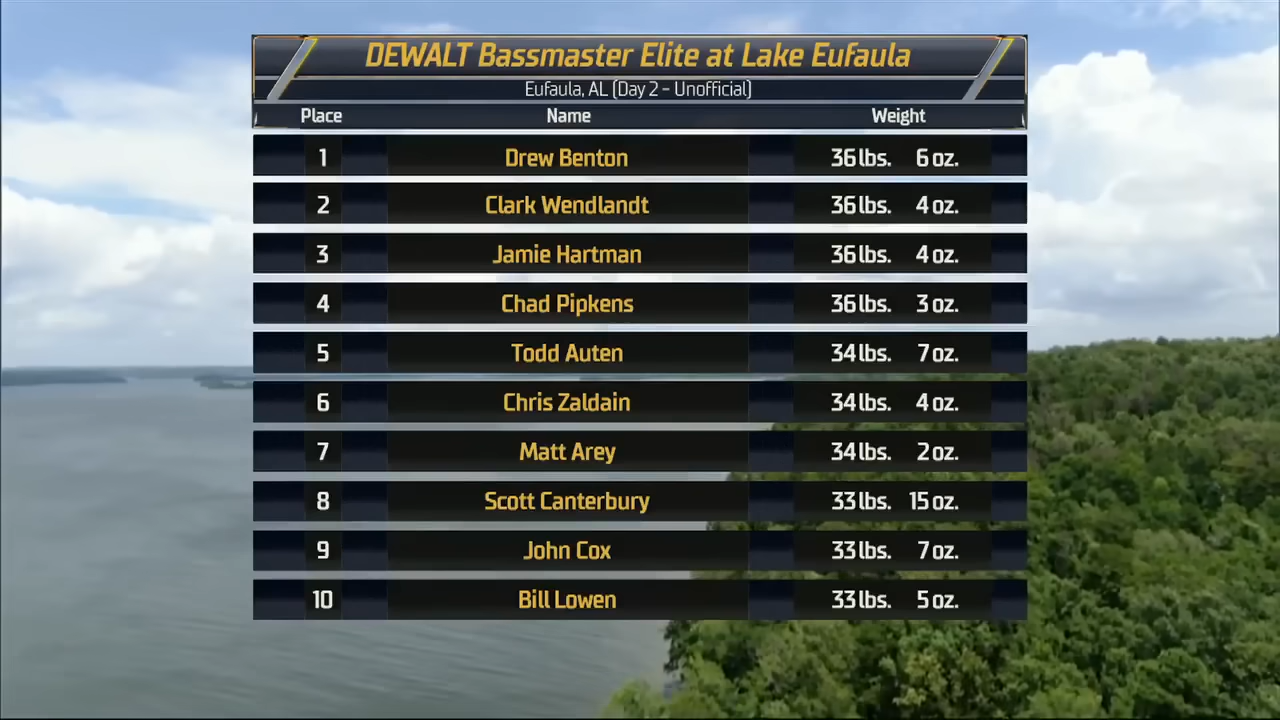 DEWALT Bassmaster Elite at Lake Eufaula
Eufaula, AL (Day 2 - Unofficial)
Place Name Weight
1 Drew Benton 36 lbs. 6 oz.
2 Clark Wendlandt 36 lbs. 4 oz.
3 Jamie Hartman 36 lbs. 4 oz.
4 Chad Pipkens 36 lbs. 3 oz.
5 Todd Auten 34 lbs. 7 oz.
6 Chris Zaldain 34 lbs. 4 oz.
7 Matt Arey 34 lbs. 2 oz.
8 Scott Canterbury 33 lbs. 15 oz.
9 John Cox 33 lbs. 7 oz.
10 Bill Lowen 33 lbs. 5 oz.